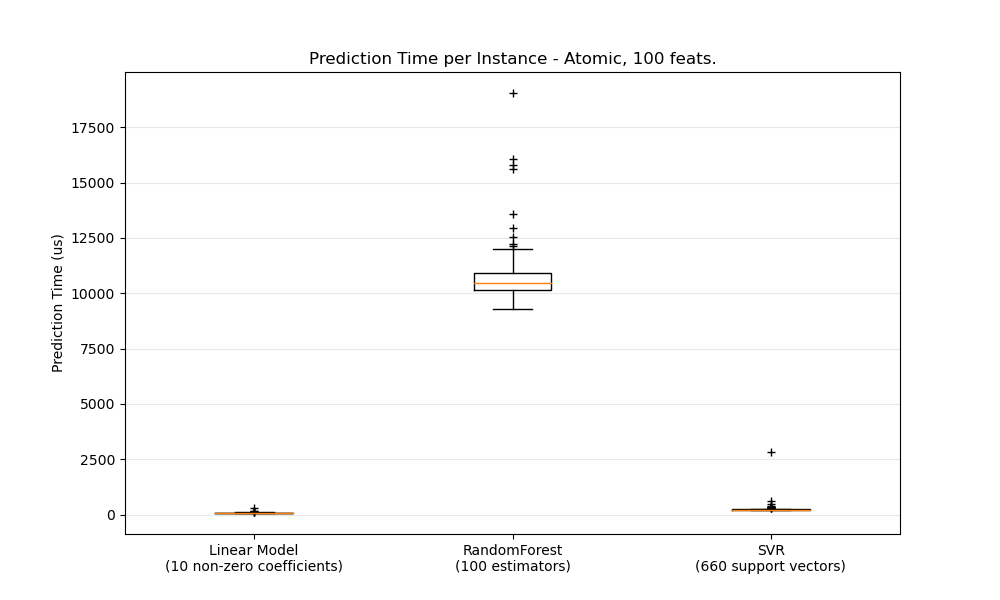 Prediction Time per Instance - Atomic, 100 feats.
Prediction Time (us)
17500
15000
12500
10000
7500
5000
2500
0
Linear Model
(10 non-zero coefficients)
RandomForest
(100 estimators)
SVR
(660 support vectors)